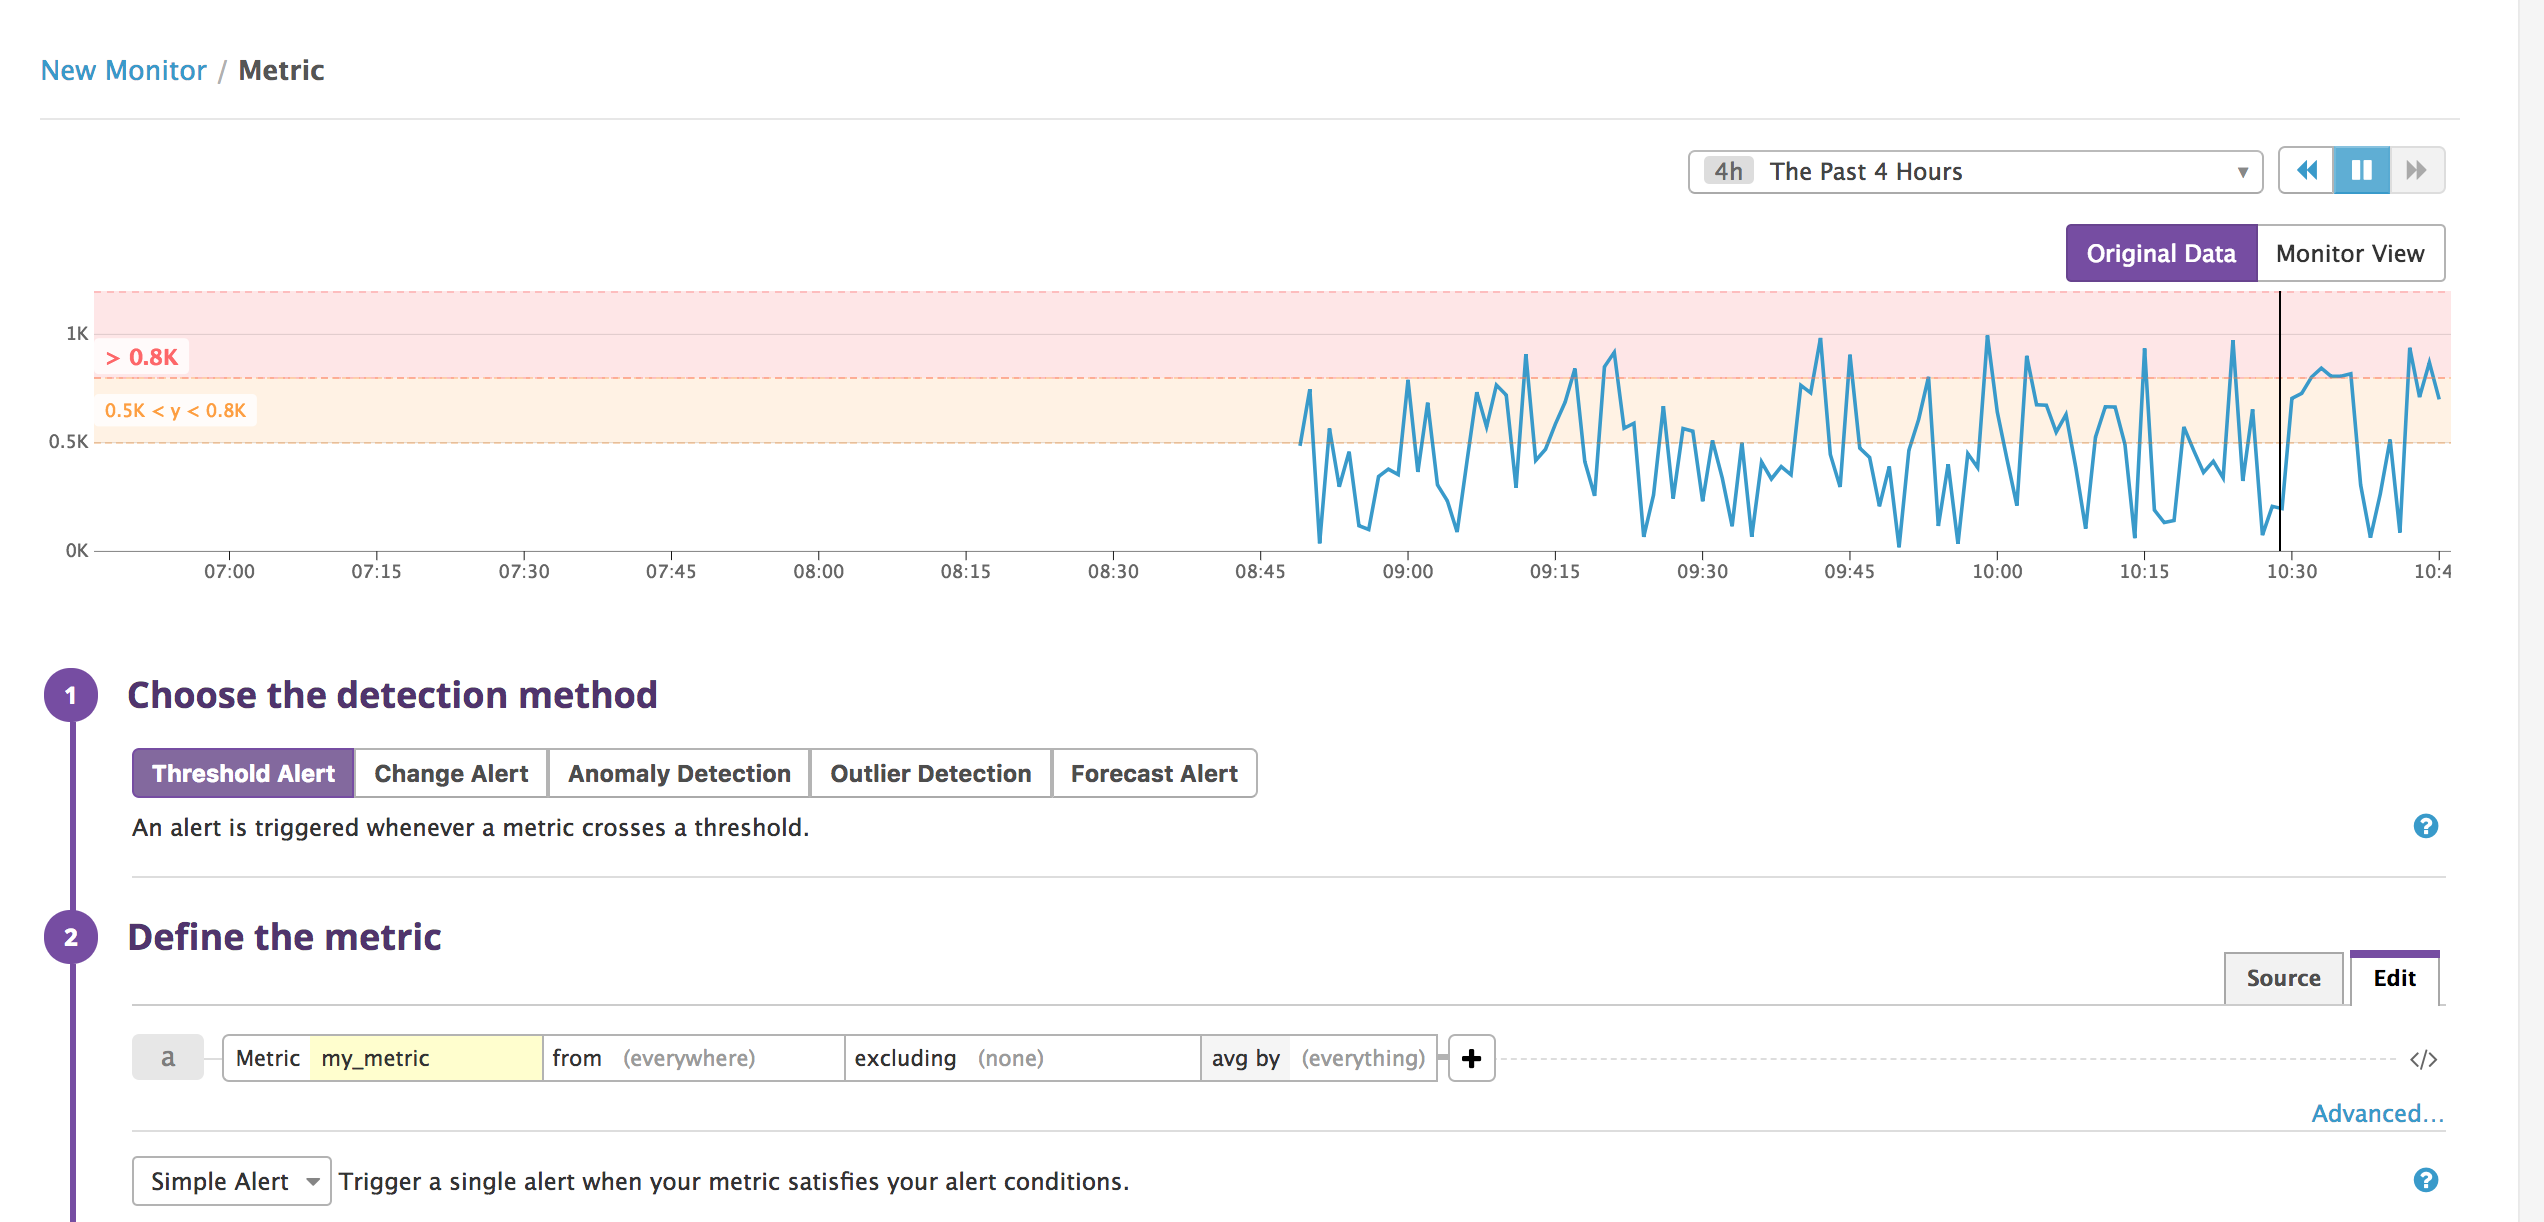 New Monitor / Metric
4h The Past 4 Hours
Original Data Monitor View
1K
> 0.8K
0.5K < y < 0.8K
0.5K
0K
07:00 07:15 07:30 07:45 08:00 08:15 08:30 08:45 09:00 09:15 09:30 09:45 10:00 10:15 10:30 10:4
1 Choose the detection method
Threshold Alert Change Alert Anomaly Detection Outlier Detection Forecast Alert
An alert is triggered whenever a metric crosses a threshold. ?
2 Define the metric
Source Edit
a Metric my_metric from (everywhere) excluding (none) avg by (everything) + </>
Advanced...
Simple Alert Trigger a single alert when your metric satisfies your alert conditions. ?